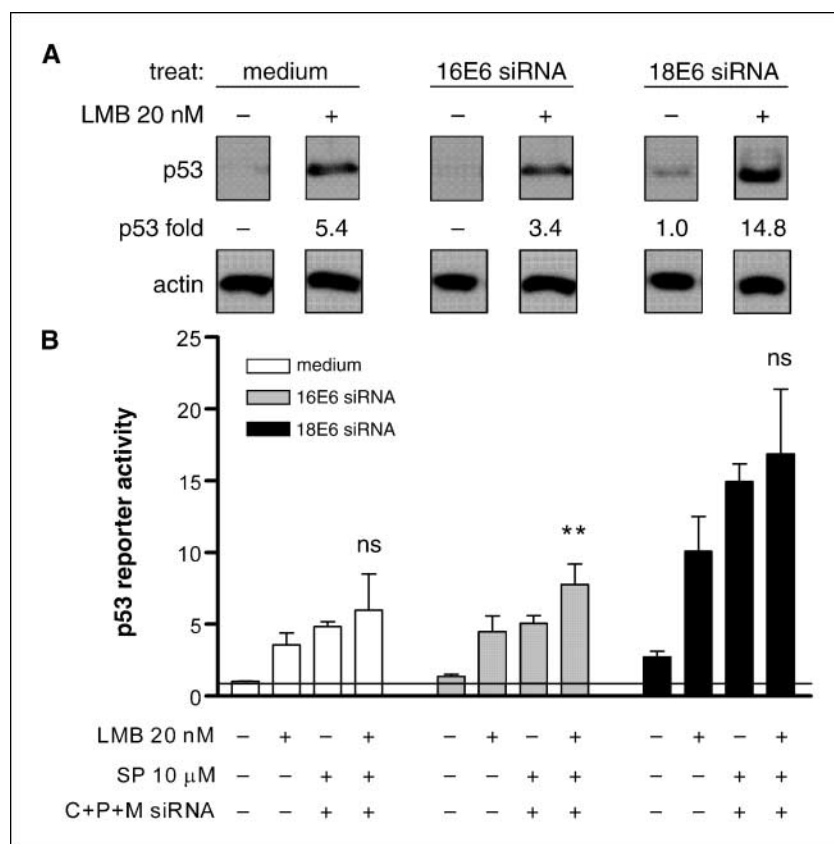 A
treat: medium 16E6 siRNA 18E6 siRNA
LMB 20 nM – + – + – +
p53
p53 fold – 5.4 – 3.4 1.0 14.8
actin
B
25
20
15
10
5
0
p53 reporter activity
medium
16E6 siRNA
18E6 siRNA
ns
**
ns
LMB 20 nM – + – + – + – + – + – +
SP 10 µM – – + + – – + + – – + +
C+P+M siRNA – – + + – – + + – – + +